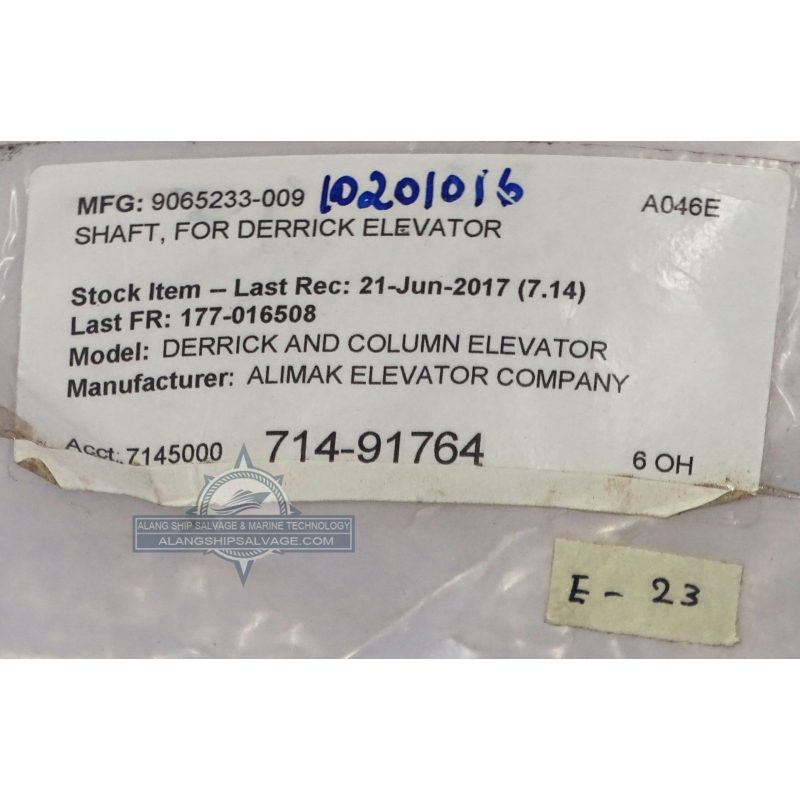 MFG: 9065233-009 10201016 A046E
SHAFT, FOR DERRICK ELEVATOR
Stock Item -- Last Rec: 21-Jun-2017 (7.14)
Last FR: 177-016508
Model: DERRICK AND COLUMN ELEVATOR
Manufacturer: ALIMAK ELEVATOR COMPANY
Acct: 7145000 714-91764 6 OH
ALANG SHIP SALVAGE & MARINE TECHNOLOGY
ALANGSHIPSALVAGE.COM
E - 23